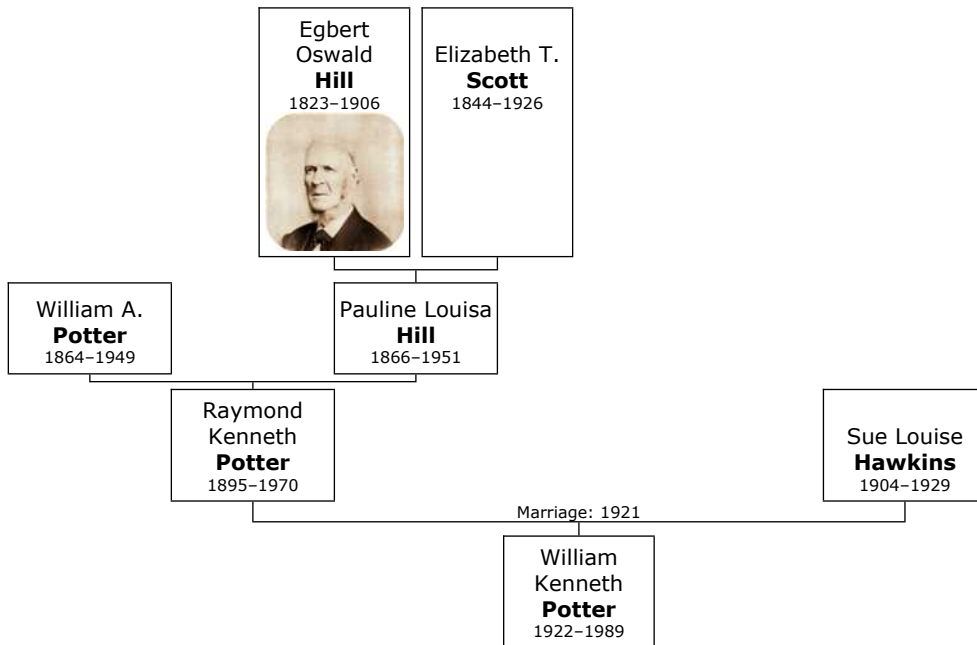 Egbert
Oswald
Hill
1823–1906
Elizabeth T.
Scott
1844–1926
William A.
Potter
1864–1949
Pauline Louisa
Hill
1866–1951
Raymond
Kenneth
Potter
1895–1970
Sue Louise
Hawkins
1904–1929
Marriage: 1921
William
Kenneth
Potter
1922–1989